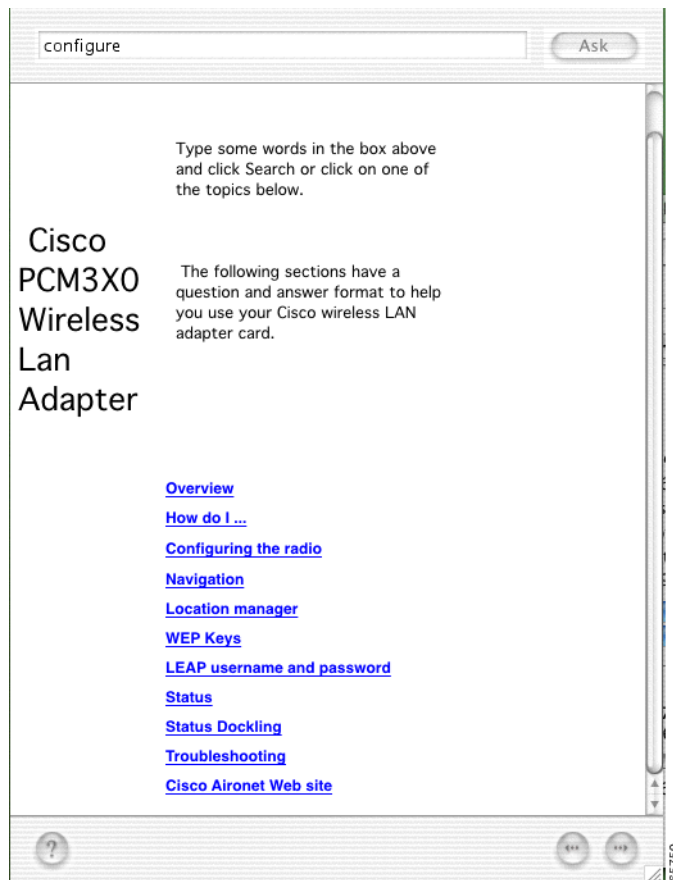 configure
Ask
Type some words in the box above
and click Search or click on one of
the topics below.
Cisco
PCM3X0
Wireless
Lan
Adapter
The following sections have a
question and answer format to help
you use your Cisco wireless LAN
adapter card.
Overview
How do I ...
Configuring the radio
Navigation
Location manager
WEP Keys
LEAP username and password
Status
Status Dockling
Troubleshooting
Cisco Aironet Web site
?